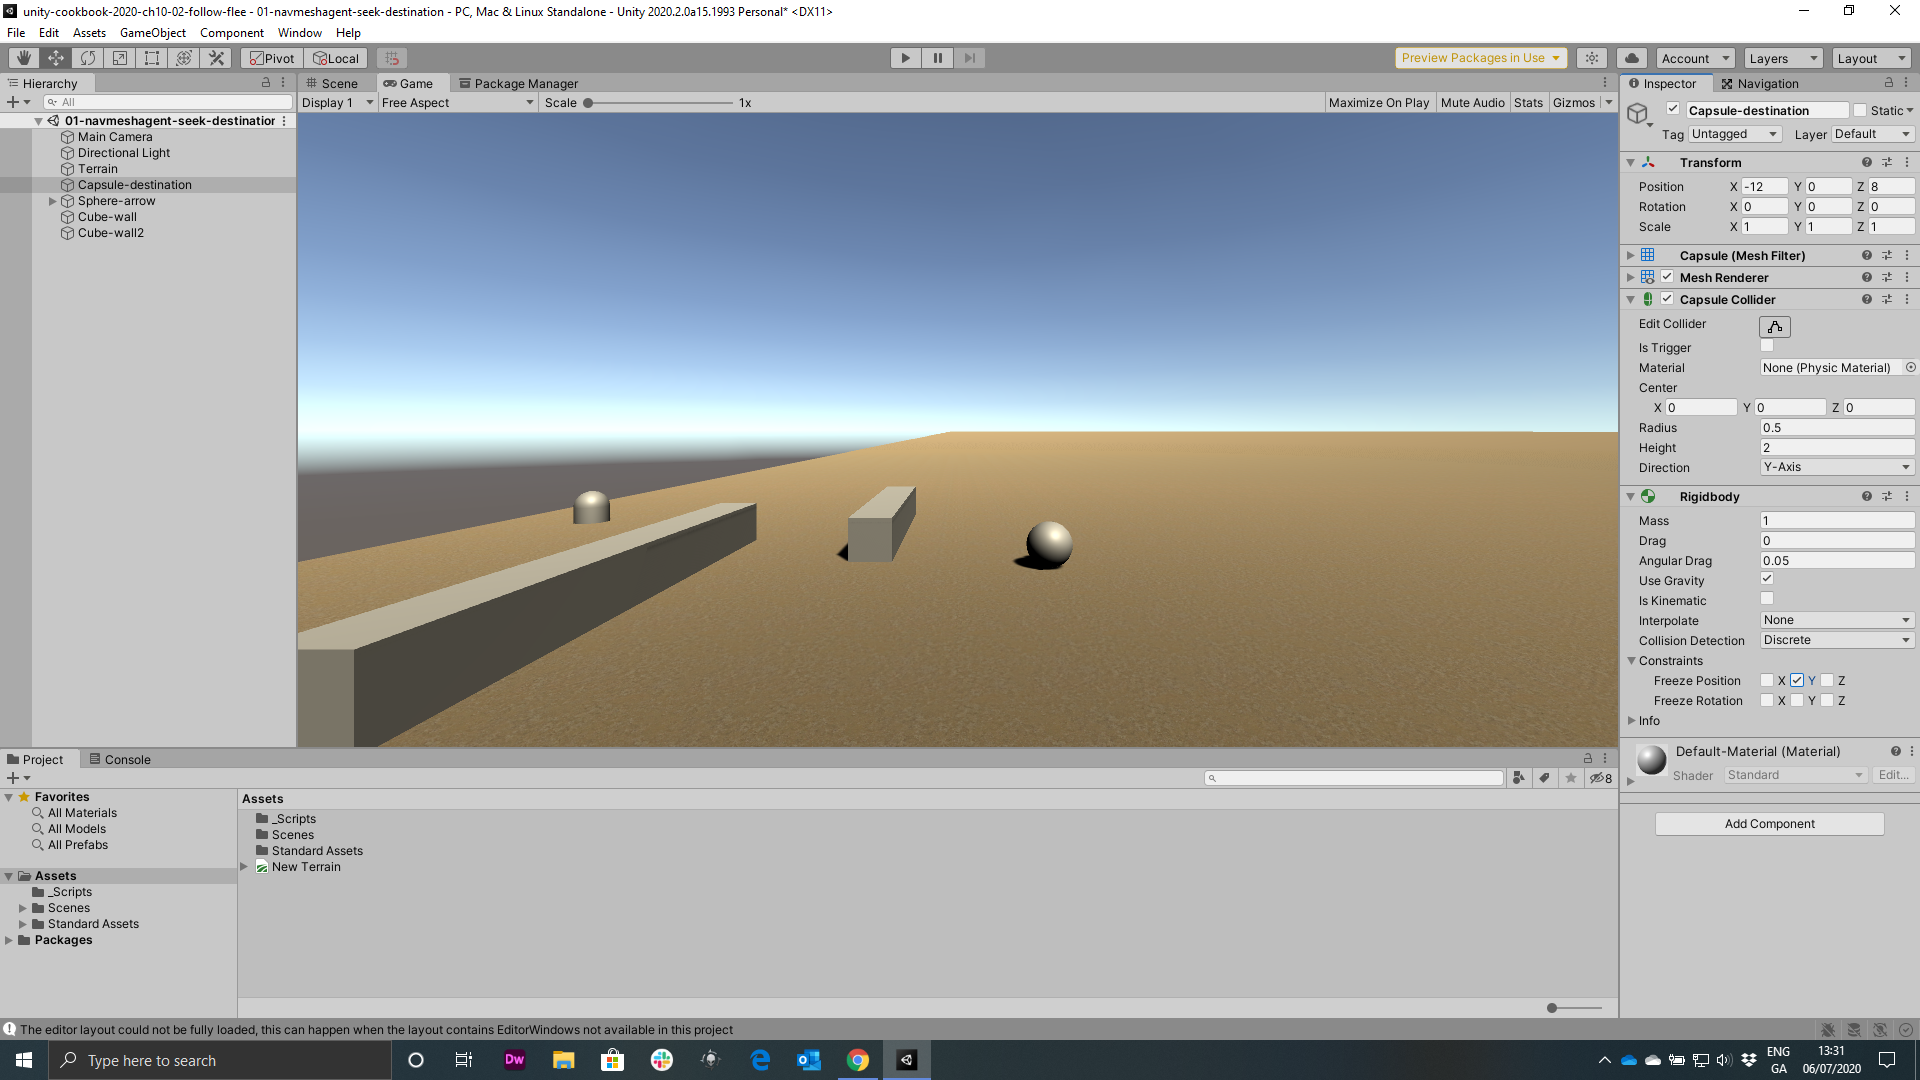 unity-cookbook-2020-ch10-02-follow-flee - 01-navmeshagent-seek-destination - PC, Mac & Linux Standalone - Unity 2020.2.0a15.1993 Personal* <DX11>
File Edit Assets GameObject Component Window Help
Pivot Local Preview Packages in Use Account Layers Layout
Hierarchy
All
01-navmeshagent-seek-destination
Main Camera
Directional Light
Terrain
Capsule-destination
Sphere-arrow
Cube-wall
Cube-wall2
Scene Game Package Manager
Display 1 Free Aspect Scale 1x Maximize On Play Mute Audio Stats Gizmos
Inspector Navigation
Capsule-destination Static
Tag Untagged Layer Default
Transform
Position X -12 Y 0 Z 8
Rotation X 0 Y 0 Z 0
Scale X 1 Y 1 Z 1
Capsule (Mesh Filter)
Mesh Renderer
Capsule Collider
Edit Collider
Is Trigger
Material None (Physic Material)
Center
X 0 Y 0 Z 0
Radius 0.5
Height 2
Direction Y-Axis
Rigidbody
Mass 1
Drag 0
Angular Drag 0.05
Use Gravity
Is Kinematic
Interpolate None
Collision Detection Discrete
Constraints
Freeze Position X Y Z
Freeze Rotation X Y Z
Info
Default-Material (Material)
Shader Standard Edit...
Add Component
Project Console
8
Favorites
All Materials
All Models
All Prefabs
Assets
_Scripts
Scenes
Standard Assets
Packages
Assets
_Scripts
Scenes
Standard Assets
New Terrain
The editor layout could not be fully loaded, this can happen when the layout contains EditorWindows not available in this project
Type here to search
Dw
ENG
GA
13:31
06/07/2020